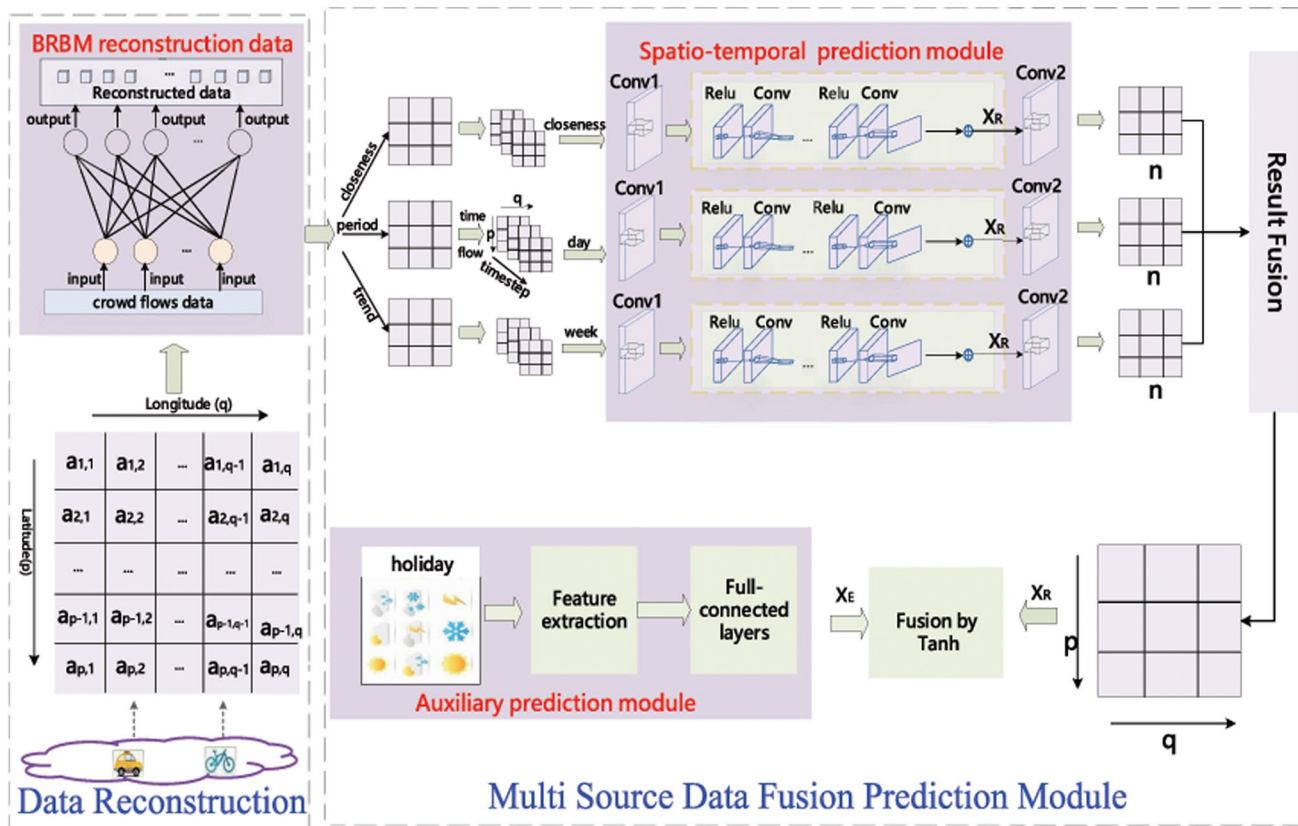 BRBM reconstruction data
...
Reconstructed data
output
output
output
...
...
input
input
input
crowd flows data
Longitude (q)
Latitude(p)
a1,1 a1,2 ... a1,q-1 a1,q
a2,1 a2,2 ... a2,q-1 a2,q
... ... ... ... ...
ap-1,1 ap-1,2 ... ap-1,q-1 ap-1,q
ap,1 ap,2 ... ap,q-1 ap,q
Data Reconstruction
closeness
period
trend
closeness
time
flow
q
p
timestep
day
week
Spatio-temporal prediction module
Conv1
Relu Conv
...
Relu Conv
XR
Conv2
n
Conv1
Relu Conv
...
Relu Conv
XR
Conv2
n
Conv1
Relu Conv
...
Relu Conv
XR
Conv2
n
Result Fusion
holiday
Feature
extraction
Full-
connected
layers
Auxiliary prediction module
XE
Fusion by
Tanh
XR
p
q
Multi Source Data Fusion Prediction Module